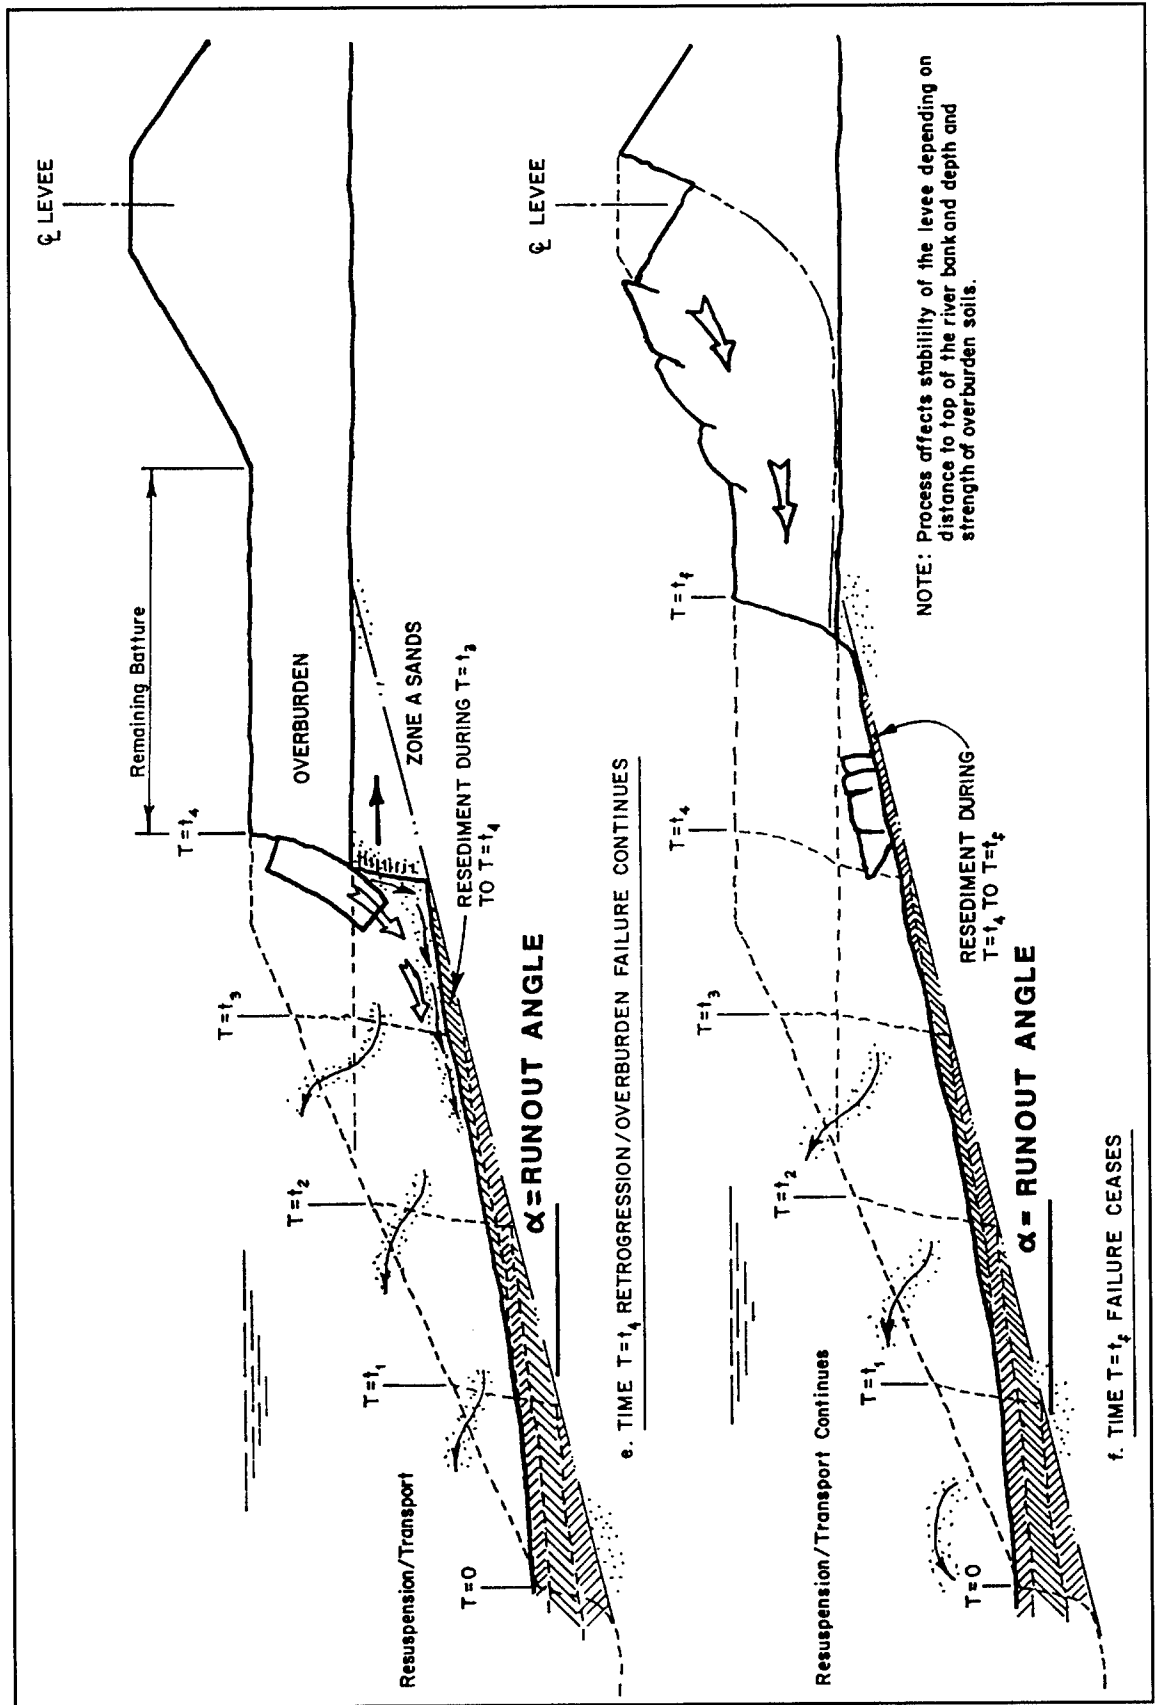 ℄ LEVEE
Remaining Batture
T=t₄
OVERBURDEN
ZONE A SANDS
T=t₃
RESEDIMENT DURING T=t₃
TO T=t₄
T=t₂
α=RUNOUT ANGLE
T=t₁
Resuspension/Transport
T=0
e. TIME T=t₄ RETROGRESSION/OVERBURDEN FAILURE CONTINUES
℄ LEVEE
T=t_f
T=t₄
T=t₃
RESEDIMENT DURING
T=t₄ TO T=t_f
T=t₂
α= RUNOUT ANGLE
T=t₁
Resuspension/Transport Continues
T=0
NOTE: Process affects stability of the levee depending on
distance to top of the river bank and depth and
strength of overburden soils.
f. TIME T=t_f FAILURE CEASES